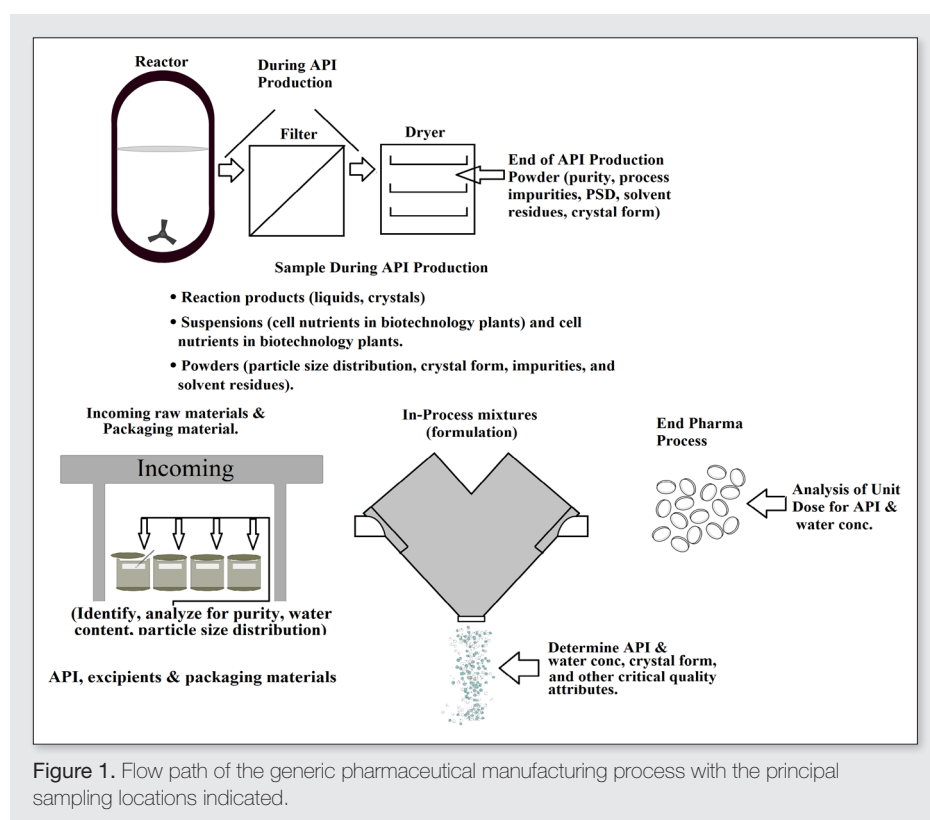 Reactor
During API
Production
Filter
Dryer
End of API Production
Powder (purity, process
impurities, PSD, solvent
residues, crystal form)
Sample During API Production
• Reaction products (liquids, crystals)
• Suspensions (cell nutrients in biotechnology plants) and cell
nutrients in biotechnology plants.
• Powders (particle size distribution, crystal form, impurities, and
solvent residues).
Incoming raw materials &
Packaging material.
Incoming
(Identify, analyze for purity, water
content, particle size distribution)
API, excipients & packaging materials
In-Process mixtures
(formulation)
Determine API &
water conc, crystal form,
and other critical quality
attributes.
End Pharma
Process
Analysis of Unit
Dose for API &
water conc.
Figure 1. Flow path of the generic pharmaceutical manufacturing process with the principal
sampling locations indicated.